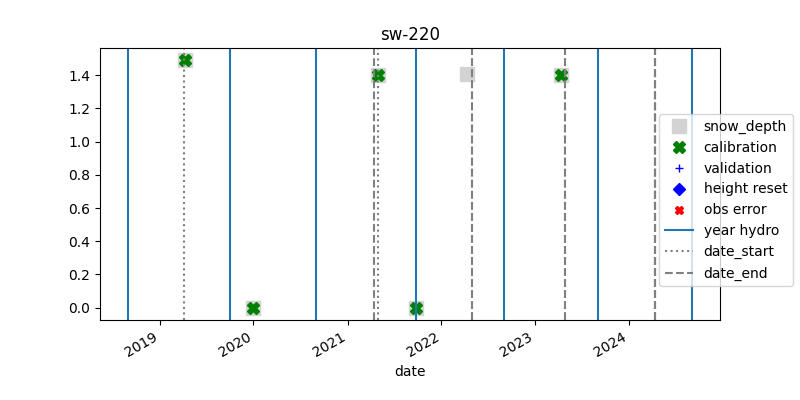 sw-220
1.4
1.2
1.0
0.8
0.6
0.4
0.2
0.0
2019
2020
2021
2022
2023
2024
date
snow_depth
calibration
validation
height reset
obs error
year hydro
date_start
date_end